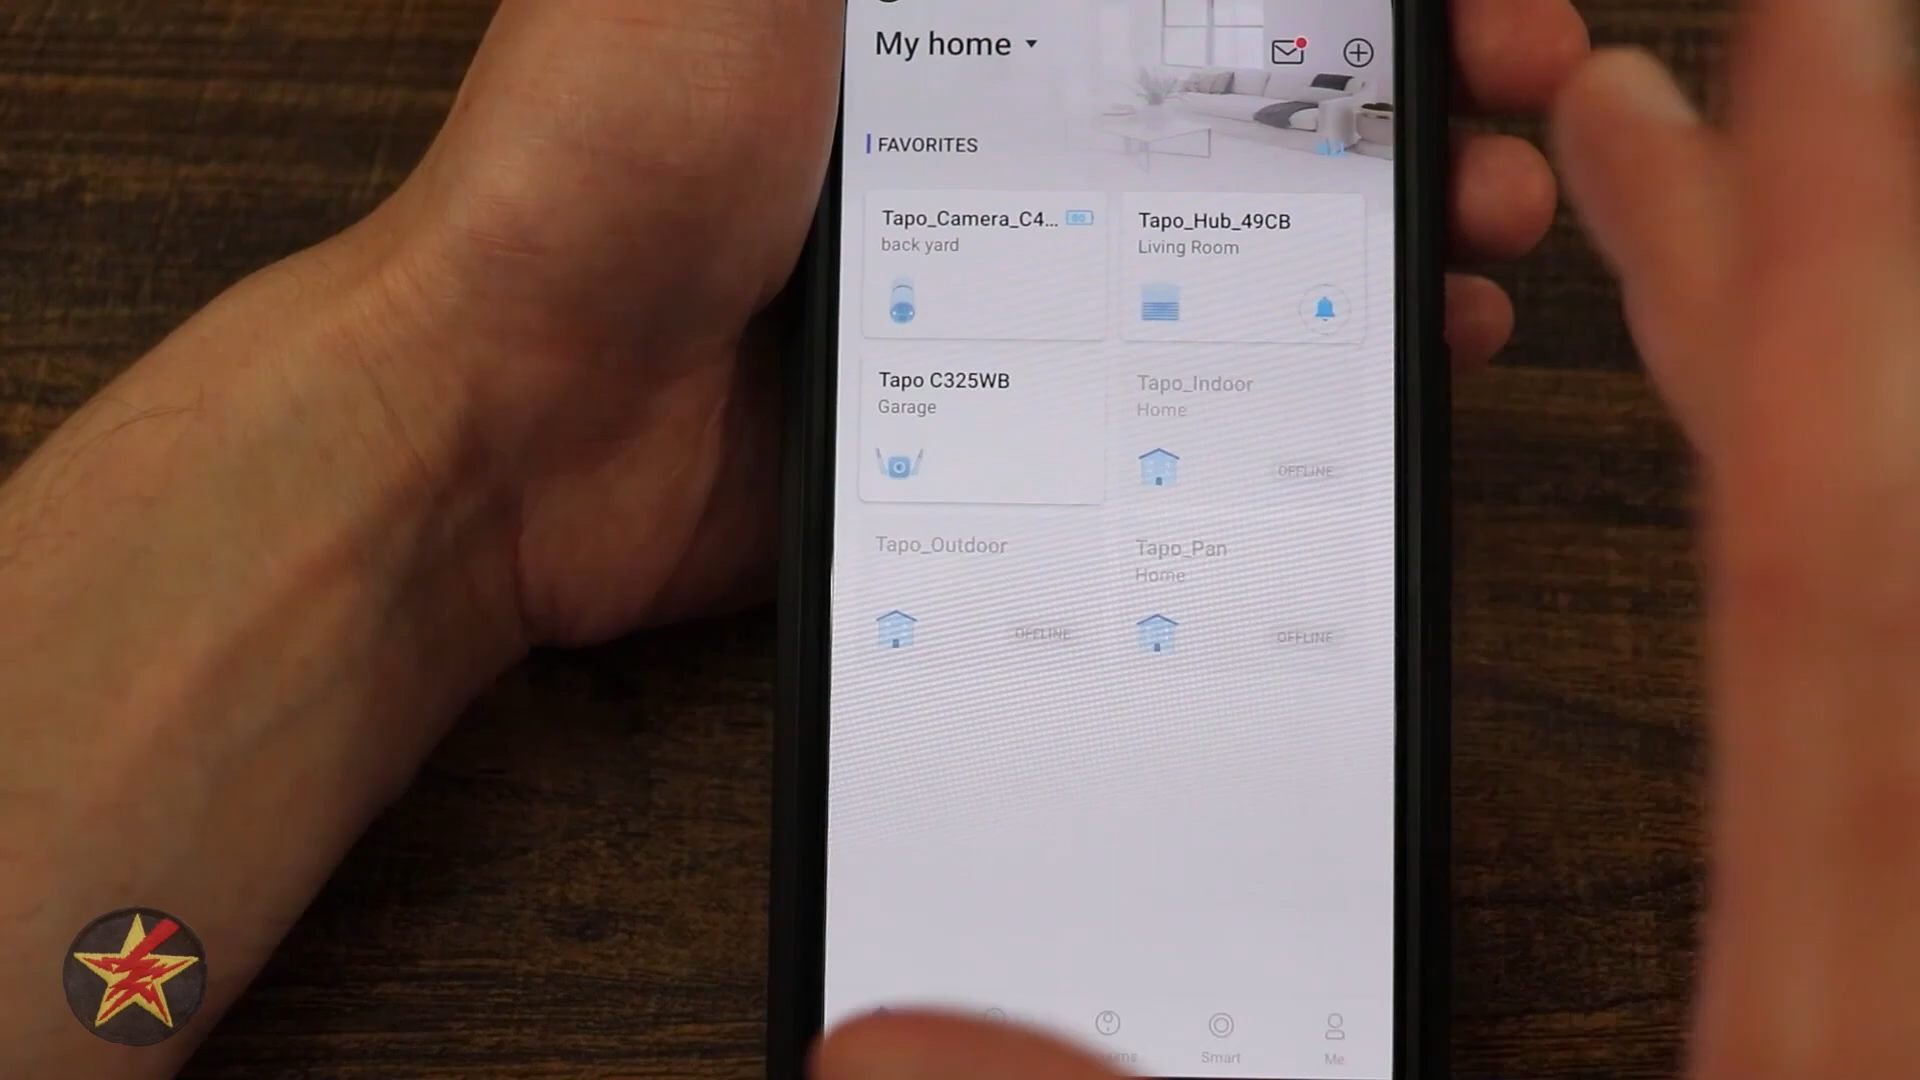 My home
FAVORITES
Tapo_Camera_C4...
back yard
Tapo_Hub_49CB
Living Room
Tapo C325WB
Garage
Tapo_Indoor
Home
OFFLINE
Tapo_Outdoor
OFFLINE
Tapo_Pan
Home
OFFLINE
Smart
Me